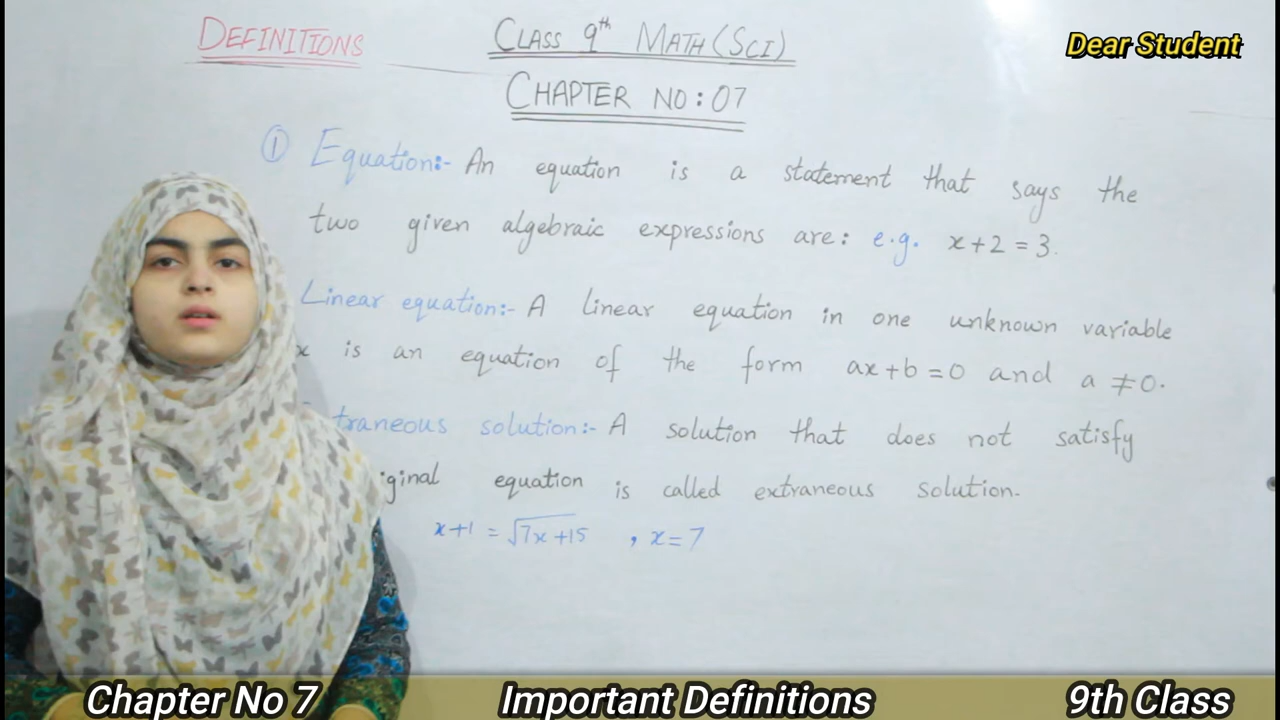 DEFINITIONS
CLASS 9th MATH (SCI)
Dear Student
CHAPTER NO: 07
① Equation:- An equation is a statement that says the
two given algebraic expressions are: e.g. x+2=3.
Linear equation:- A linear equation in one unknown variable
x is an equation of the form ax+b=0 and a≠0.
traneous solution:- A solution that does not satisfy
iginal equation is called extraneous solution.
x+1 = √7x+15 , x=7
Chapter No 7 Important Definitions 9th Class